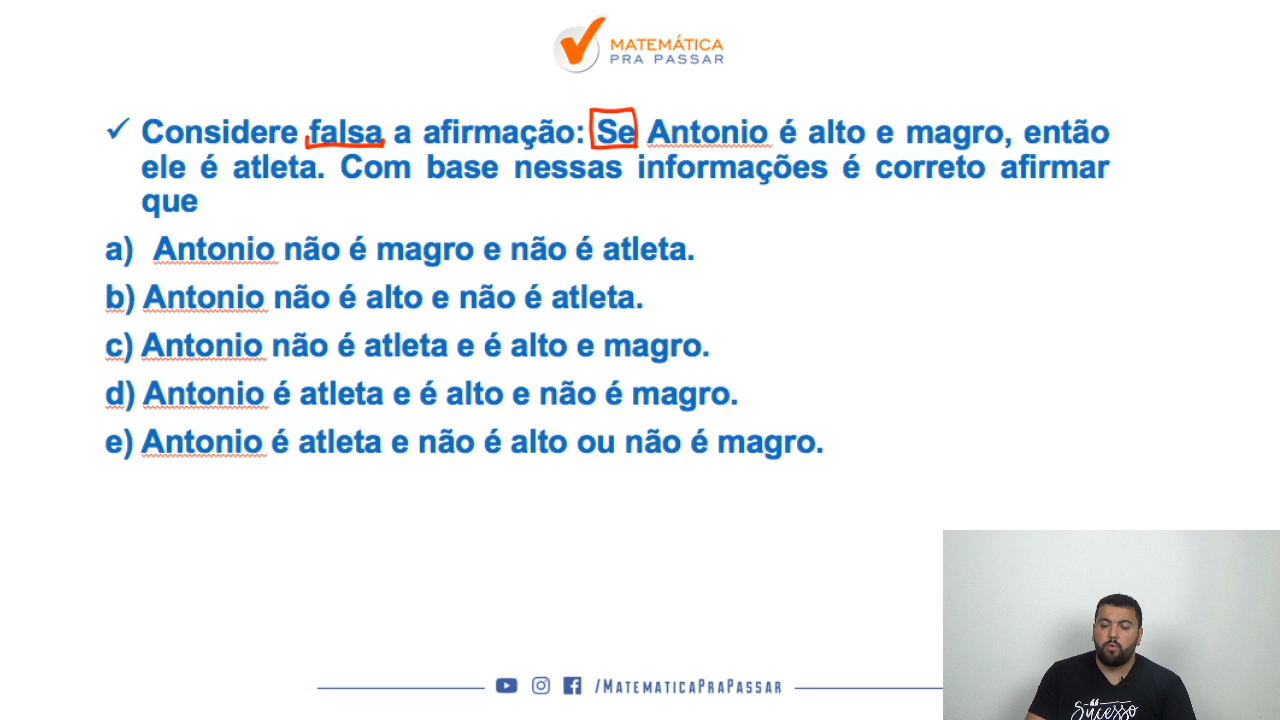 MATEMÁTICA
PRA PASSAR
✓ Considere falsa a afirmação: Se Antonio é alto e magro, então
ele é atleta. Com base nessas informações é correto afirmar
que
a) Antonio não é magro e não é atleta.
b) Antonio não é alto e não é atleta.
c) Antonio não é atleta e é alto e magro.
d) Antonio é atleta e é alto e não é magro.
e) Antonio é atleta e não é alto ou não é magro.
/MATEMATICAPRAPASSAR
SUCESSO